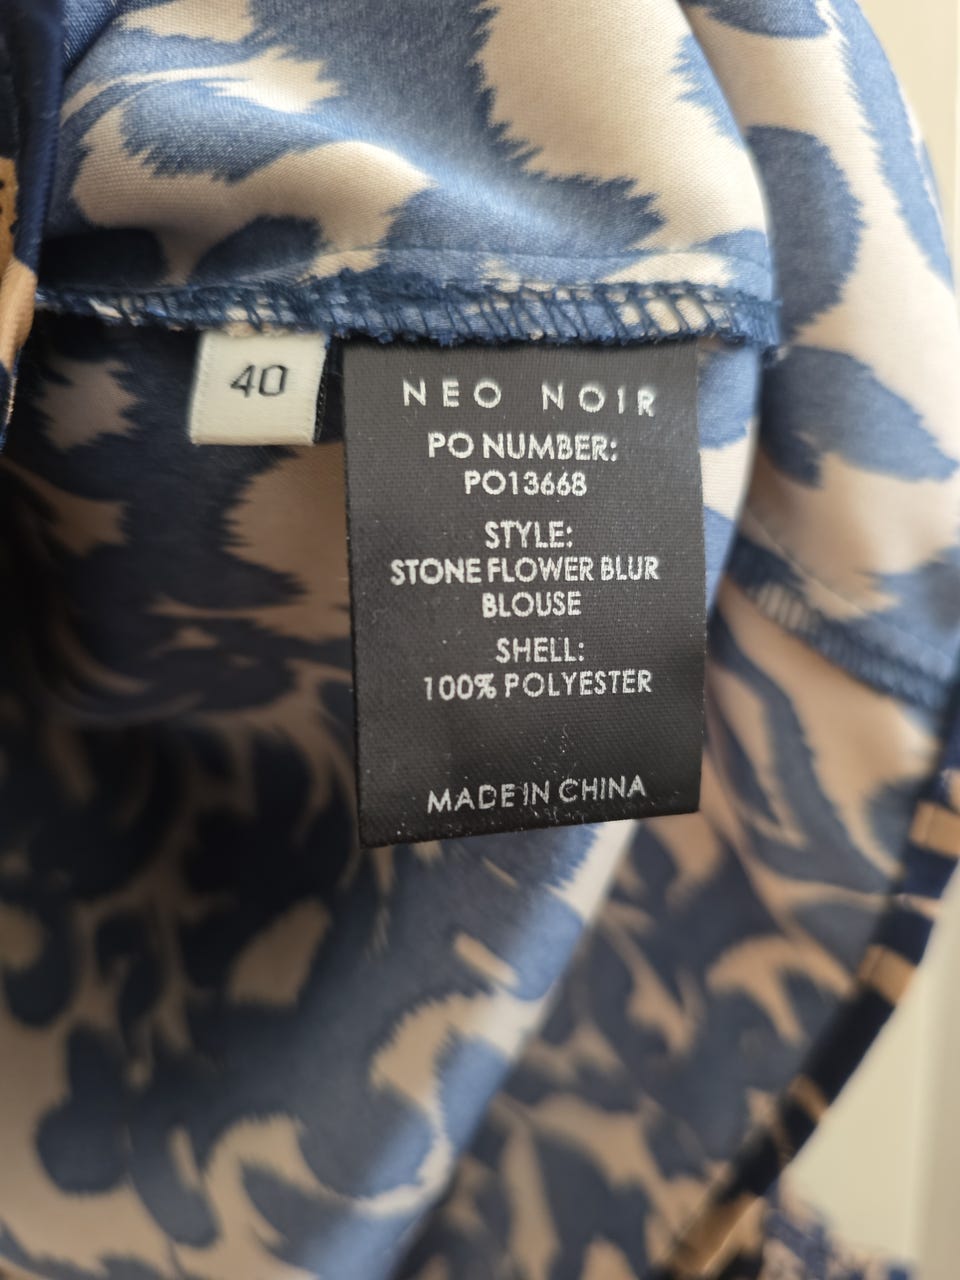 40
NEO NOIR
PO NUMBER:
PO13668
STYLE:
STONE FLOWER BLUR
BLOUSE
SHELL:
100% POLYESTER
MADE IN CHINA